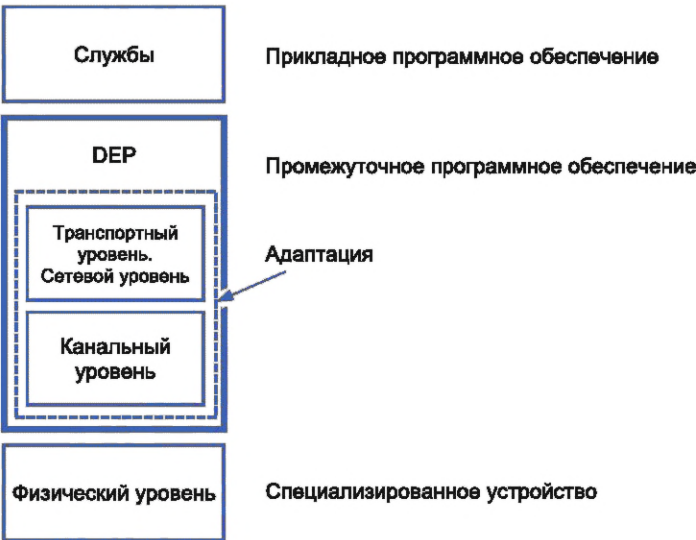 Службы
Прикладное программное обеспечение
DEP
Промежуточное программное обеспечение
Транспортный
уровень.
Сетевой уровень
Адаптация
Канальный
уровень
Физический уровень
Специализированное устройство